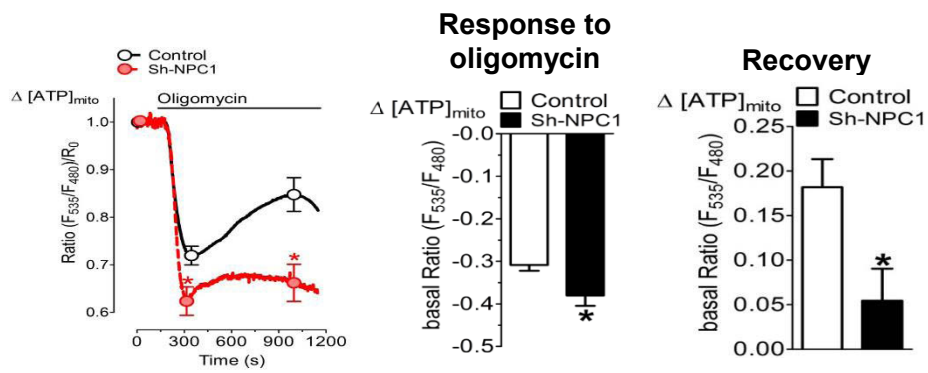 Control
Sh-NPC1
Δ [ATP]mito
Oligomycin
Ratio (F535/F480)/R0
1.0
0.9
0.8
0.7
0.6
*
*
0
300
600
900
1200
Time (s)
Response to
oligomycin
Δ [ATP]mito
Control
Sh-NPC1
basal Ratio (F535/F480)
-0.0
-0.1
-0.2
-0.3
-0.4
-0.5
*
Recovery
Δ [ATP]mito
Control
Sh-NPC1
basal Ratio (F535/F480)
0.25
0.20
0.15
0.10
0.05
0.00
*